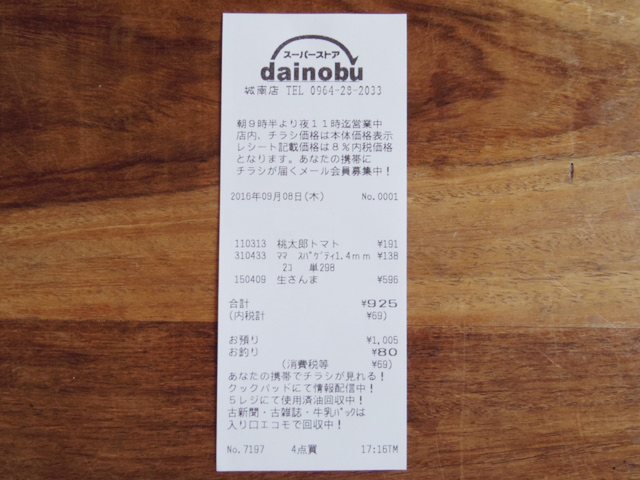 スーパーストア
dainobu
城南店 TEL 0964-28-2033
朝9時半より夜11時迄営業中
店内、チラシ価格は本体価格表示
レシート記載価格は8%内税価格
となります。あなたの携帯に
チラシが届くメール会員募集中!
2016年09月08日(木) No.0001
110313 桃太郎トマト ¥191
310433 ママ スパゲティ1.4mm ¥138
2コ 単298
150409 生さんま ¥596
合計 ¥925
(内税計 ¥69)
お預り ¥1,005
お釣り ¥80
(消費税等 ¥69)
あなたの携帯でチラシが見れる!
クックパッドにて情報配信中!
5レジにて使用済油回収中!
古新聞・古雑誌・牛乳パックは
入り口エコモで回収中!
No.7197 4点買 17:16TM